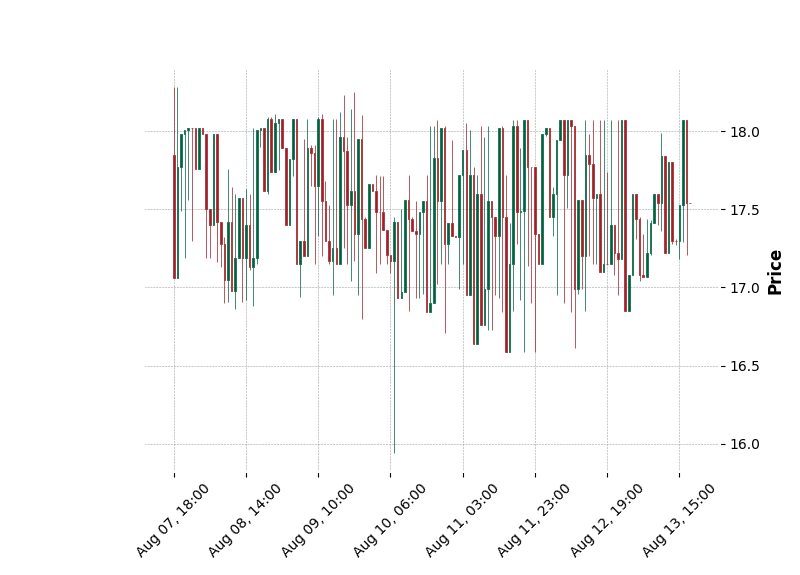 18.0
17.5
17.0
16.5
16.0
Price
Aug 07, 18:00
Aug 08, 14:00
Aug 09, 10:00
Aug 10, 06:00
Aug 11, 03:00
Aug 11, 23:00
Aug 12, 19:00
Aug 13, 15:00